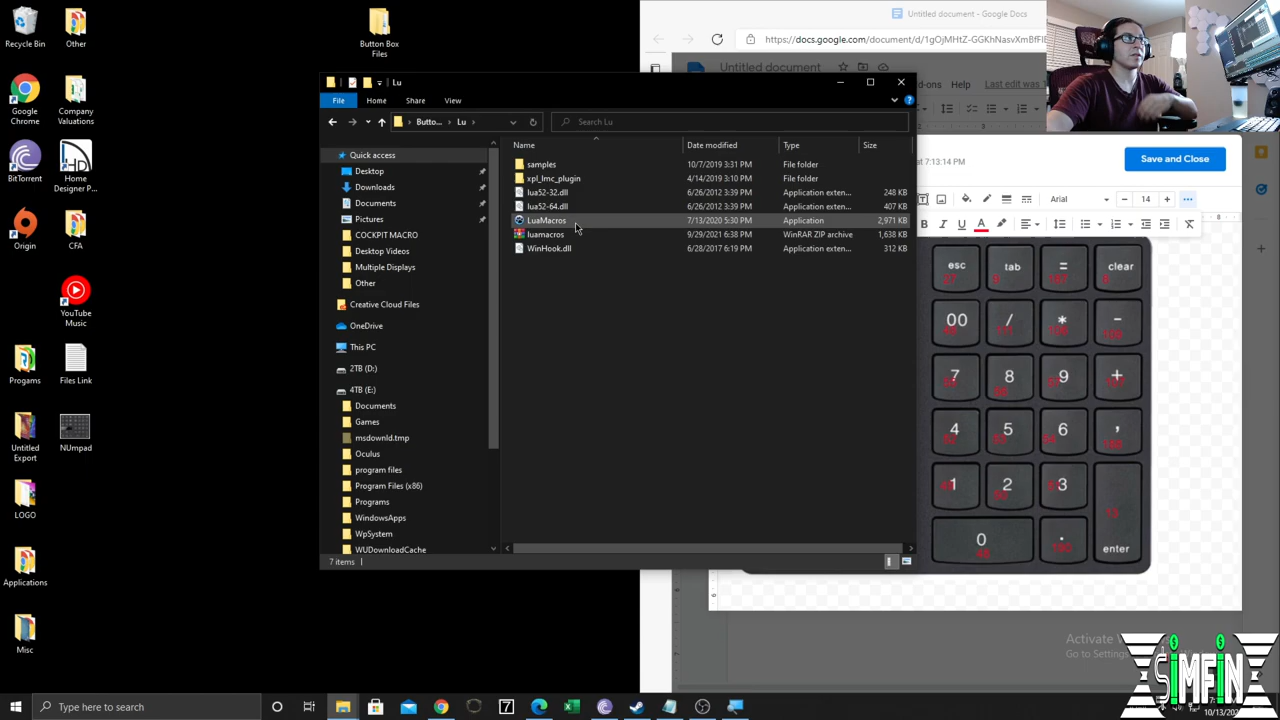 Recycle Bin
Other
Button Box
Files
Google
Chrome
Company
Valuations
BitTorrent
Home
Designer P...
Origin
CFA
YouTube
Music
Progams
Files Link
Untitled
Export
NUmpad
LOGO
Applications
Misc
Lu
File
Home
Share
View
Butto...
Lu
Search Lu
Quick access
Desktop
Downloads
Documents
Pictures
COCKPIT MACRO
Desktop Videos
Multiple Displays
Other
Creative Cloud Files
OneDrive
This PC
2TB (D:)
4TB (E:)
Documents
Games
msdownld.tmp
Oculus
program files
Program Files (x86)
Programs
WindowsApps
WpSystem
WUDownloadCache
Name
Date modified
Type
Size
samples 10/7/2019 3:31 PM File folder
xpl_lmc_plugin 4/14/2019 3:10 PM File folder
lua52-32.dll 6/26/2012 3:39 PM Application exten... 248 KB
lua52-64.dll 6/26/2012 3:39 PM Application exten... 407 KB
LuaMacros 7/13/2020 5:30 PM Application 2,971 KB
luamacros 9/29/2021 6:38 PM WinRAR ZIP archive 1,638 KB
WinHook.dll 6/28/2017 6:19 PM Application exten... 312 KB
7 items
Untitled document - Google Docs
https://docs.google.com/document/d/1gOjMHtZ-GGKhNasvXmBfFl
Untitled document
Help
Last edit was
at 7:13:14 PM
Save and Close
Arial
14
B
U
A
8
esc tab = clear
00 / * -
7 8 9 +
4 5 6 ,
1 2 3
0 . enter
13
Activate
Go to Settings
Type here to search
7
SIMFIN